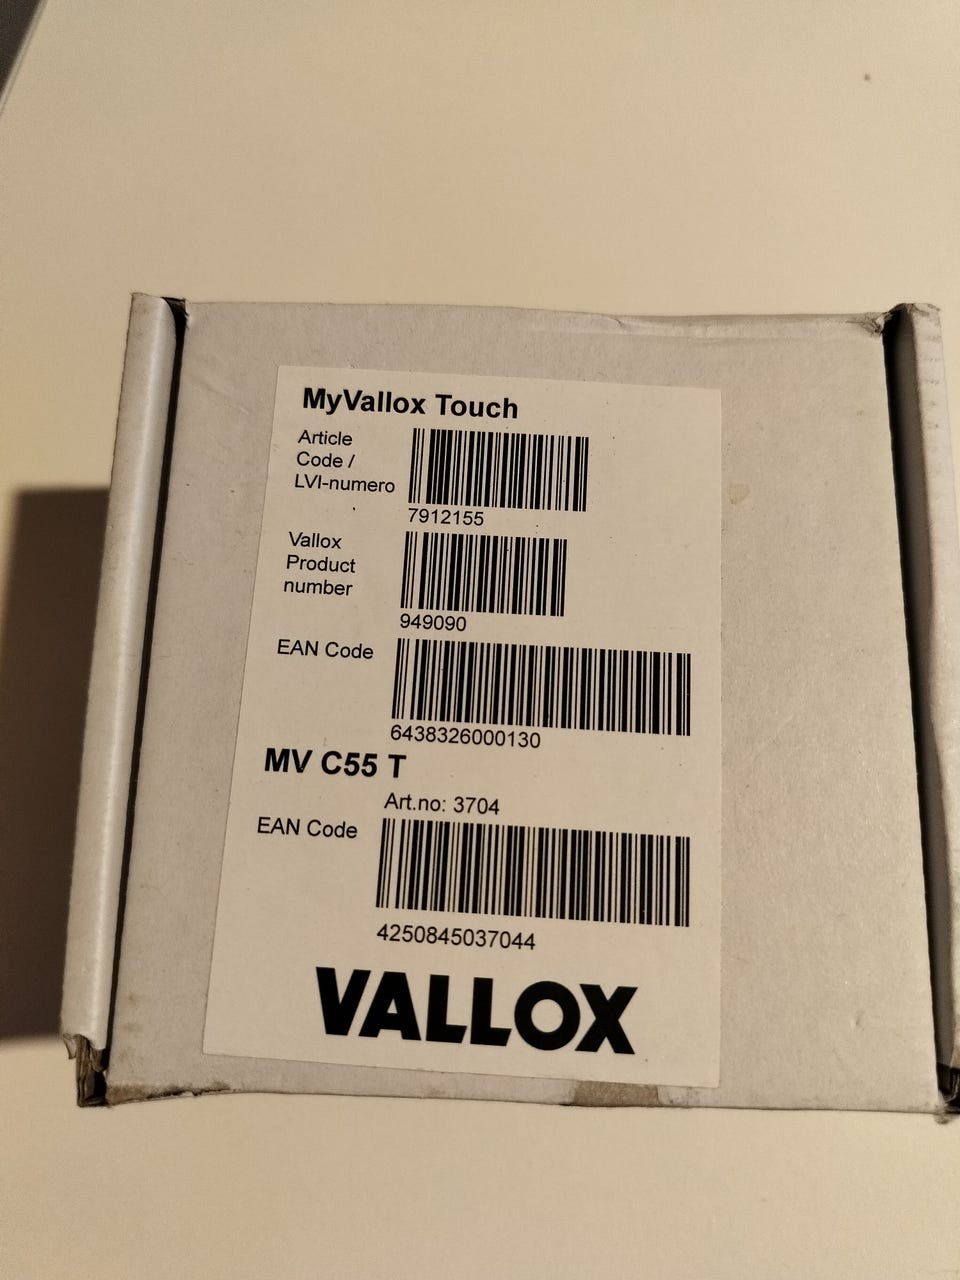 MyVallox Touch
Article
Code /
LVI-numero
7912155
Vallox
Product
number
949090
EAN Code
6438326000130
MV C55 T
Art.no: 3704
EAN Code
4250845037044
VALLOX